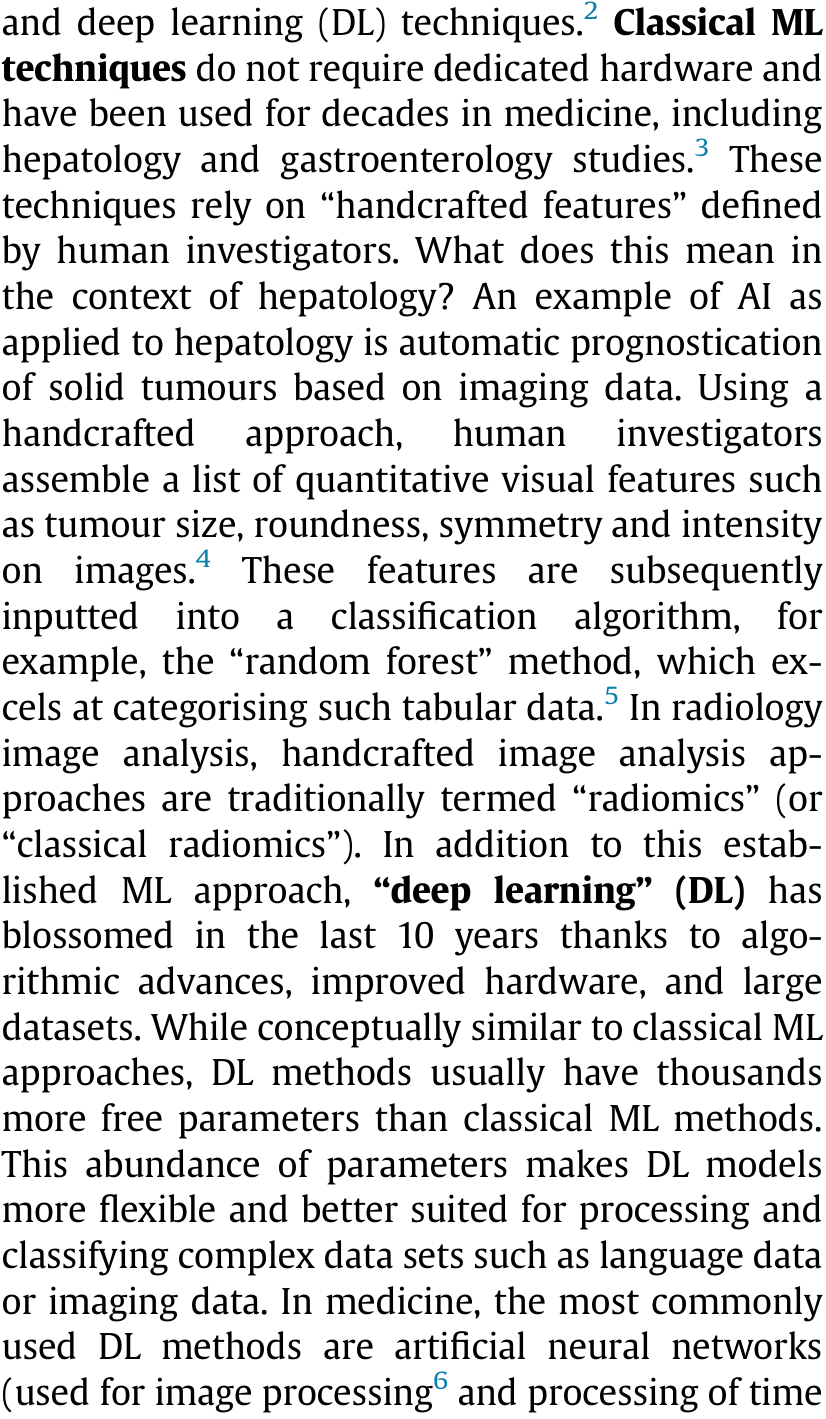 and deep learning (DL) techniques.2 Classical ML
techniques do not require dedicated hardware and
have been used for decades in medicine, including
hepatology and gastroenterology studies.3 These
techniques rely on “handcrafted features” defined
by human investigators. What does this mean in
the context of hepatology? An example of AI as
applied to hepatology is automatic prognostication
of solid tumours based on imaging data. Using a
handcrafted approach, human investigators
assemble a list of quantitative visual features such
as tumour size, roundness, symmetry and intensity
on images.4 These features are subsequently
inputted into a classification algorithm, for
example, the “random forest” method, which ex-
cels at categorising such tabular data.5 In radiology
image analysis, handcrafted image analysis ap-
proaches are traditionally termed “radiomics” (or
“classical radiomics”). In addition to this estab-
lished ML approach, “deep learning” (DL) has
blossomed in the last 10 years thanks to algo-
rithmic advances, improved hardware, and large
datasets. While conceptually similar to classical ML
approaches, DL methods usually have thousands
more free parameters than classical ML methods.
This abundance of parameters makes DL models
more flexible and better suited for processing and
classifying complex data sets such as language data
or imaging data. In medicine, the most commonly
used DL methods are artificial neural networks
(used for image processing6 and processing of time